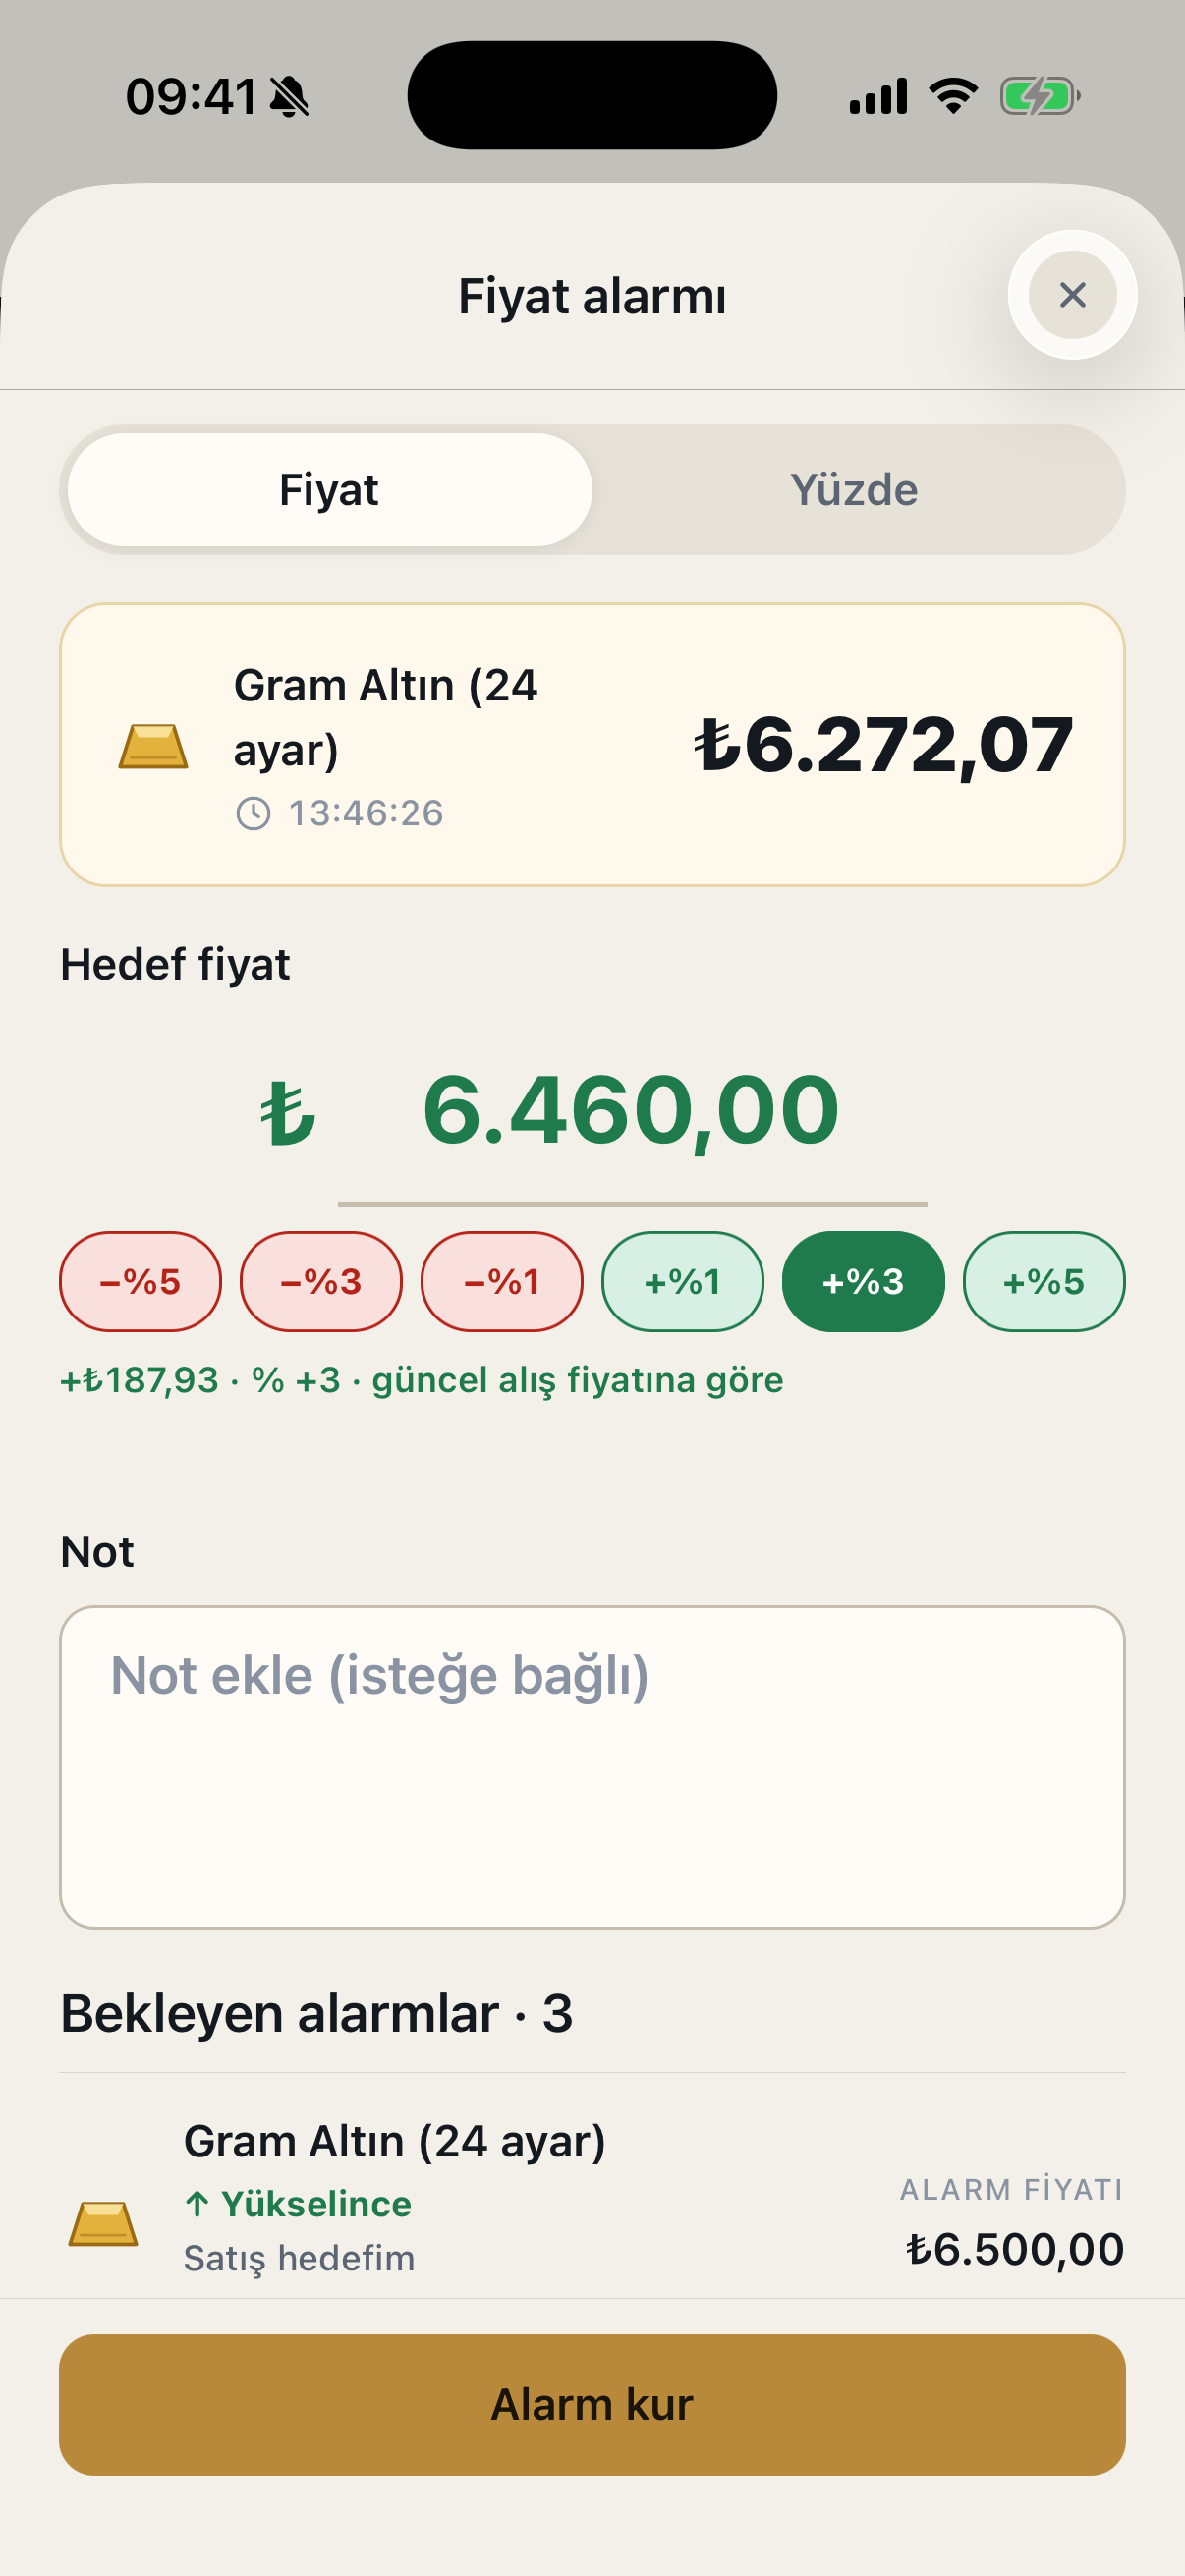 09:41
Fiyat alarmı
Fiyat
Yüzde
Gram Altın (24
ayar)
13:46:26
₺6.272,07
Hedef fiyat
₺ 6.460,00
−%5 −%3 −%1 +%1 +%3 +%5
+₺187,93 · % +3 · güncel alış fiyatına göre
Not
Not ekle (isteğe bağlı)
Bekleyen alarmlar · 3
Gram Altın (24 ayar)
↑ Yükselince
Satış hedefim
ALARM FİYATI
₺6.500,00
Alarm kur